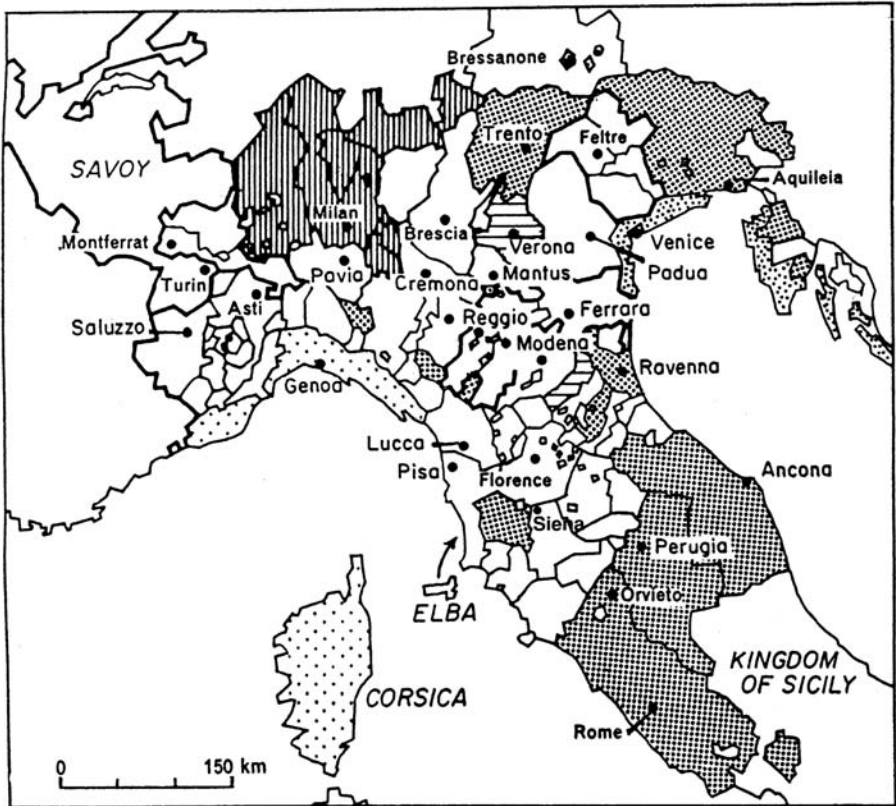 Bressanone
Trento
Feltre
SAVOY
Aquileia
Milan
Brescia
Verona
Venice
Montferrat
Padua
Turin
Pavia
Cremona
Mantus
Asti
Reggio
Ferrara
Saluzzo
Modena
Ravenna
Genoa
Lucca
Pisa
Florence
Ancona
Siena
Perugia
Orvieto
ELBA
KINGDOM
OF SICILY
CORSICA
Rome
0 150 km